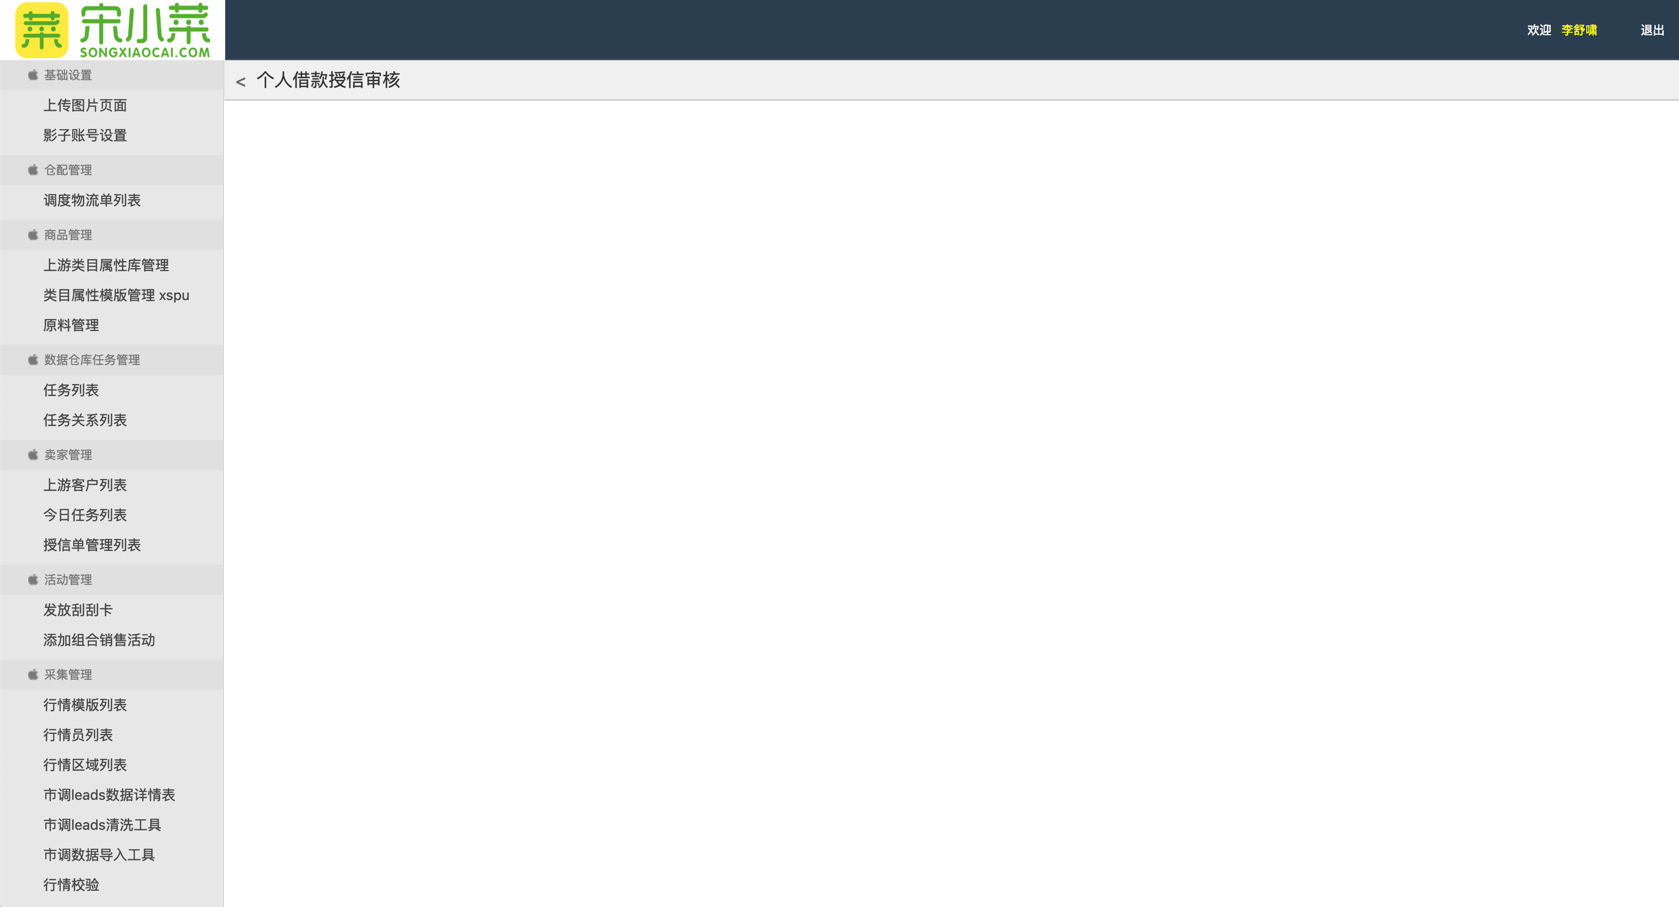 菜 宋小菜
SONGXIAOCAI.COM
欢迎 李舒啸 退出
< 个人借款授信审核
基础设置
上传图片页面
影子账号设置
仓配管理
调度物流单列表
商品管理
上游类目属性库管理
类目属性模版管理 xspu
原料管理
数据仓库任务管理
任务列表
任务关系列表
卖家管理
上游客户列表
今日任务列表
授信单管理列表
活动管理
发放刮刮卡
添加组合销售活动
采集管理
行情模版列表
行情员列表
行情区域列表
市调leads数据详情表
市调leads清洗工具
市调数据导入工具
行情校验